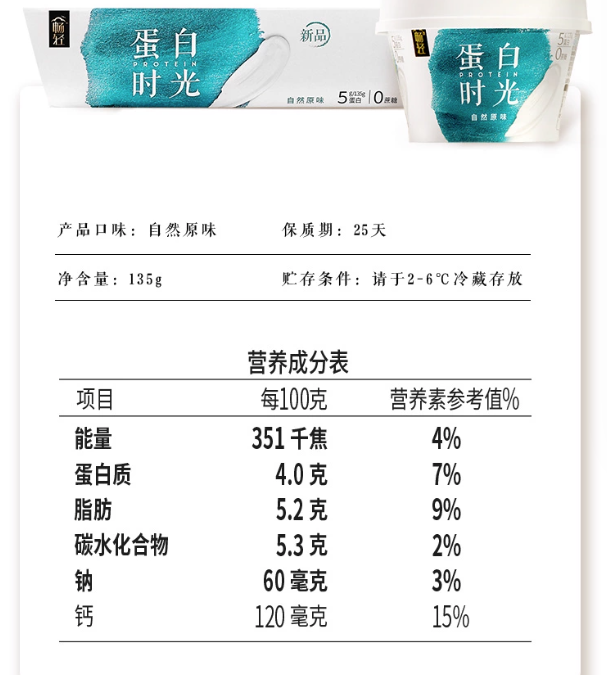 畅轻
蛋白
PROTEIN
时光
新品
自然原味 5g/135g蛋白 0蔗糖
畅轻
蛋白
PROTEIN
时光
自然原味
产品口味：自然原味 保质期：25天
净含量：135g 贮存条件：请于2-6℃冷藏存放
营养成分表
项目 每100克 营养素参考值%
能量 351 千焦 4%
蛋白质 4.0 克 7%
脂肪 5.2 克 9%
碳水化合物 5.3 克 2%
钠 60 毫克 3%
钙 120 毫克 15%